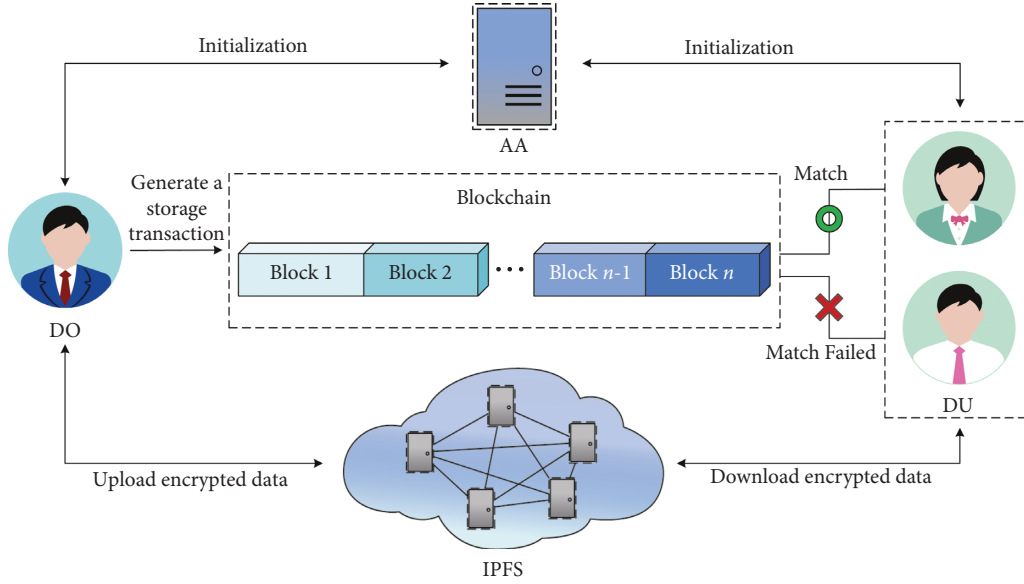 Initialization
Initialization
AA
Generate a
storage
transaction
Blockchain
Match
Block 1
Block 2
Block n-1
Block n
DO
Match Failed
DU
Upload encrypted data
Download encrypted data
IPFS